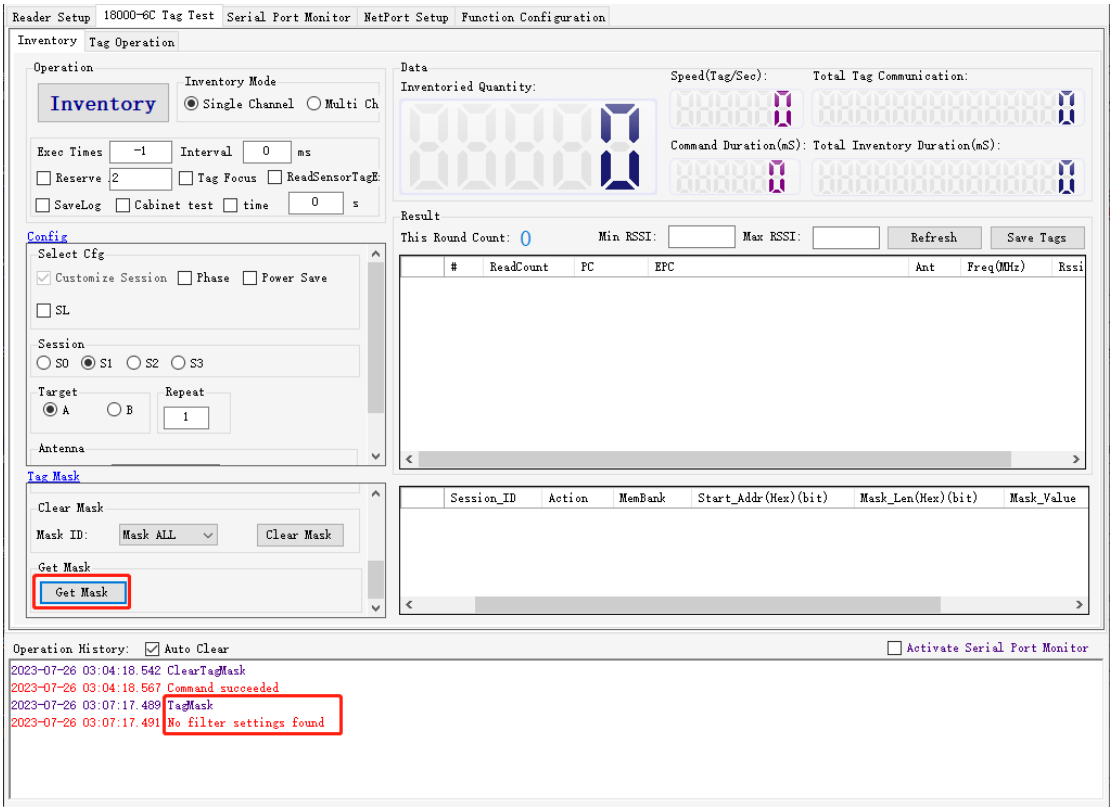 Reader Setup 18000-6C Tag Test Serial Port Monitor NetPort Setup Function Configuration
Inventory Tag Operation
Operation
Inventory
Inventory Mode
Single Channel Multi Ch
Exec Times -1 Interval 0 ms
Reserve .2 Tag Focus ReadSensorTagE
SaveLog Cabinet test time 0 s
Data
Inventoried Quantity: Speed(Tag/Sec): Total Tag Communication:
0 0 0
Command Duration(mS): Total Inventory Duration(mS):
0 0
Config
Select Cfg
Customize Session Phase Power Save
SL
Session
S0 S1 S2 S3
Target Repeat
A B 1
Antenna
Result
This Round Count: 0 Min RSSI: Max RSSI: Refresh Save Tags
# ReadCount PC EPC Ant Freq(MHz) Rssi
Tag Mask
Clear Mask
Mask ID: Mask ALL Clear Mask
Get Mask
Get Mask
Session_ID Action MemBank Start_Addr(Hex)(bit) Mask_Len(Hex)(bit) Mask_Value
Operation History: Auto Clear Activate Serial Port Monitor
2023-07-26 03:04:18.542 ClearTagMask
2023-07-26 03:04:18.567 Command succeeded
2023-07-26 03:07:17.489 TagMask
2023-07-26 03:07:17.491 No filter settings found